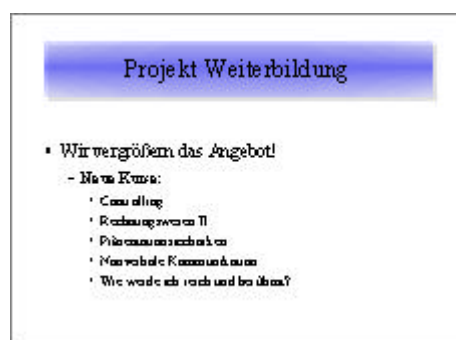 Projekt Weiterbildung
• Wir vergrößern das Angebot!
– Neue Kurse:
• Controlling
• Rechnungswesen II
• Präsentationstechniken
• Nonverbale Kommunikation
• Wie werde ich reich und berühmt?